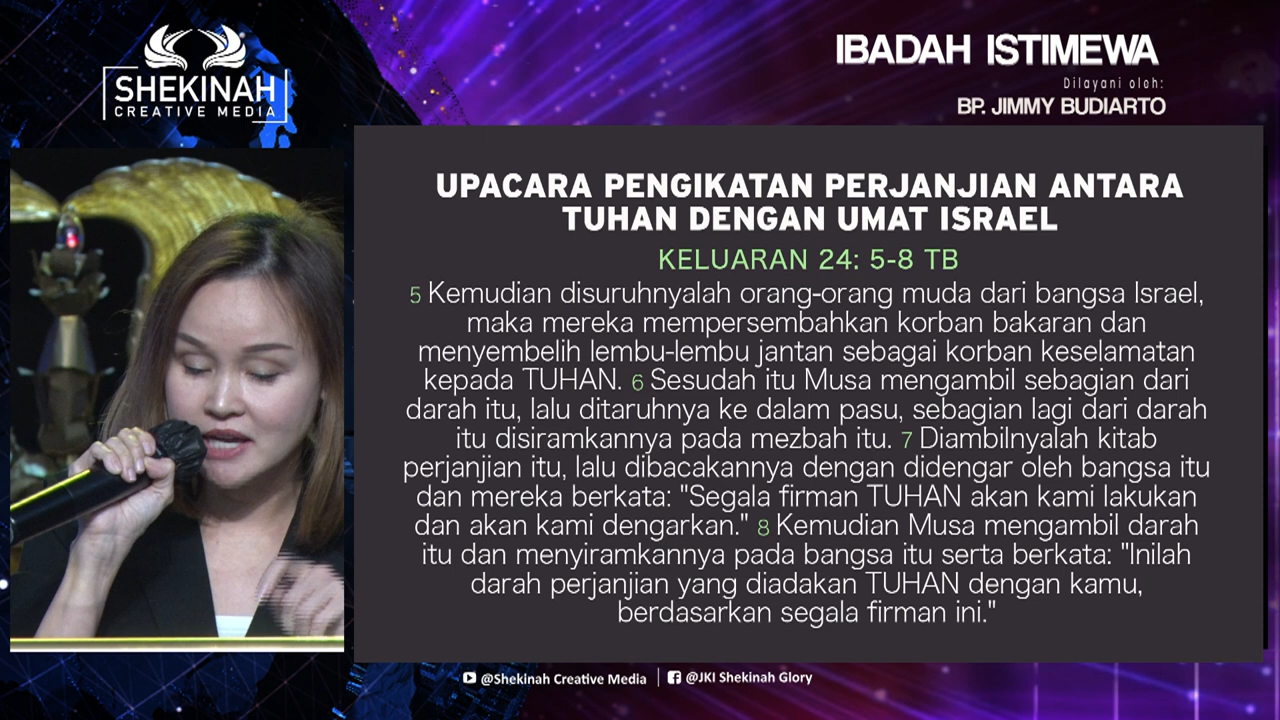 SHEKINAH
CREATIVE MEDIA
IBADAH ISTIMEWA
Dilayani oleh:
BP. JIMMY BUDIARTO
UPACARA PENGIKATAN PERJANJIAN ANTARA
TUHAN DENGAN UMAT ISRAEL
KELUARAN 24: 5-8 TB
5 Kemudian disuruhnyalah orang-orang muda dari bangsa Israel,
maka mereka mempersembahkan korban bakaran dan
menyembelih lembu-lembu jantan sebagai korban keselamatan
kepada TUHAN. 6 Sesudah itu Musa mengambil sebagian dari
darah itu, lalu ditaruhnya ke dalam pasu, sebagian lagi dari darah
itu disiramkannya pada mezbah itu. 7 Diambilnyalah kitab
perjanjian itu, lalu dibacakannya dengan didengar oleh bangsa itu
dan mereka berkata: "Segala firman TUHAN akan kami lakukan
dan akan kami dengarkan." 8 Kemudian Musa mengambil darah
itu dan menyiramkannya pada bangsa itu serta berkata: "Inilah
darah perjanjian yang diadakan TUHAN dengan kamu,
berdasarkan segala firman ini."
@Shekinah Creative Media | @JKI Shekinah Glory